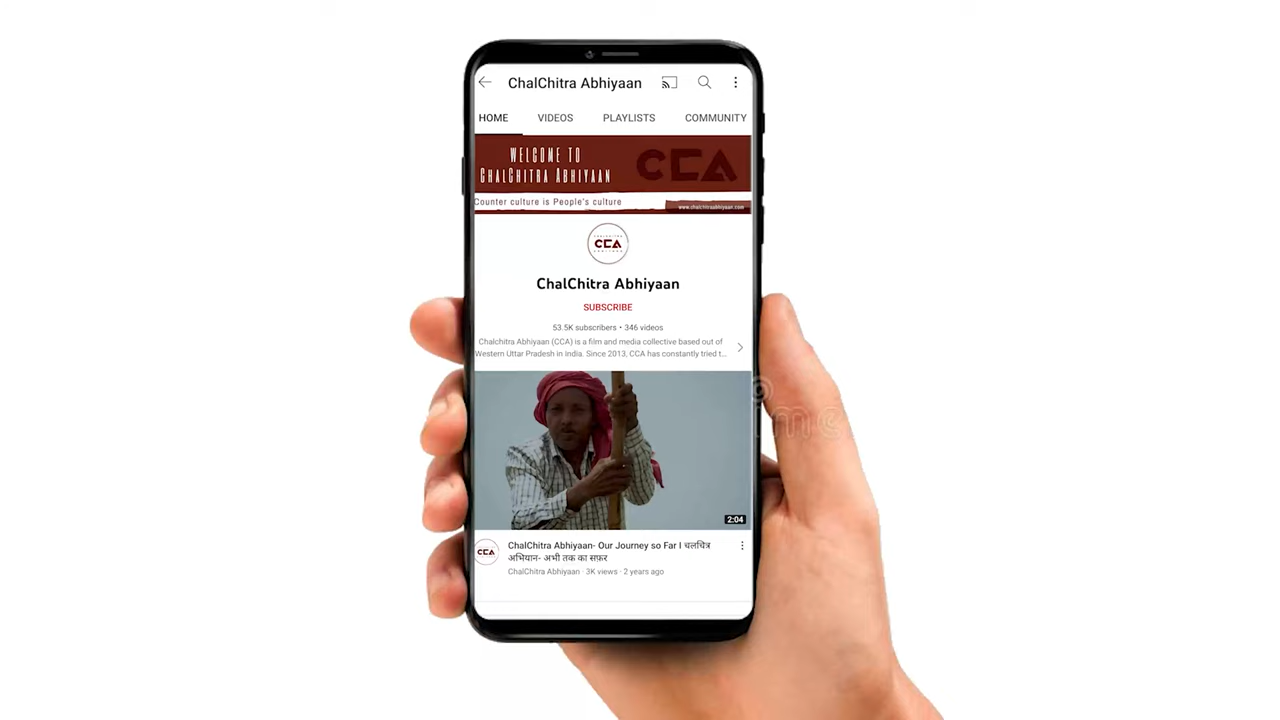 ChalChitra Abhiyaan
HOME VIDEOS PLAYLISTS COMMUNITY
WELCOME TO
CHALCHITRA ABHIYAAN
CCA
Counter culture is People's culture
www.chalchitraabhiyaan.com
CHALCHITRA
CCA
ABHIYAAN
ChalChitra Abhiyaan
SUBSCRIBE
53.5K subscribers • 346 videos
Chalchitra Abhiyaan (CCA) is a film and media collective based out of
Western Uttar Pradesh in India. Since 2013, CCA has constantly tried t...
2:04
CCA
ChalChitra Abhiyaan- Our Journey so Far I चलचित्र
अभियान- अभी तक का सफ़र
ChalChitra Abhiyaan · 3K views · 2 years ago